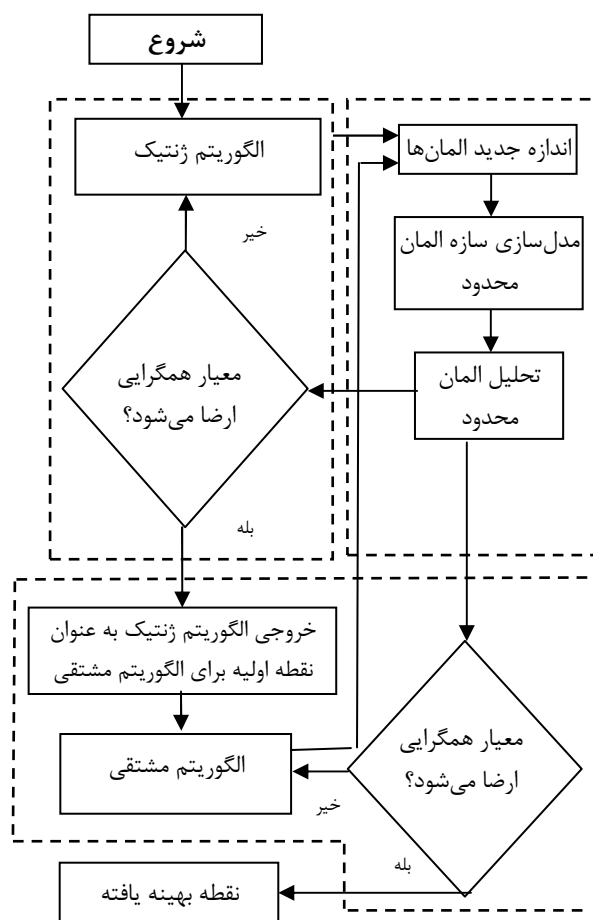 شروع
الگوریتم ژنتیک
اندازه جدید المان‌ها
خیر
مدل‌سازی سازه المان
محدود
معیار همگرایی
ارضا می‌شود؟
تحلیل المان
محدود
بله
خروجی الگوریتم ژنتیک به عنوان
نقطه اولیه برای الگوریتم مشتقی
معیار همگرایی
ارضا می‌شود؟
الگوریتم مشتقی
خیر
بله
نقطه بهینه یافته